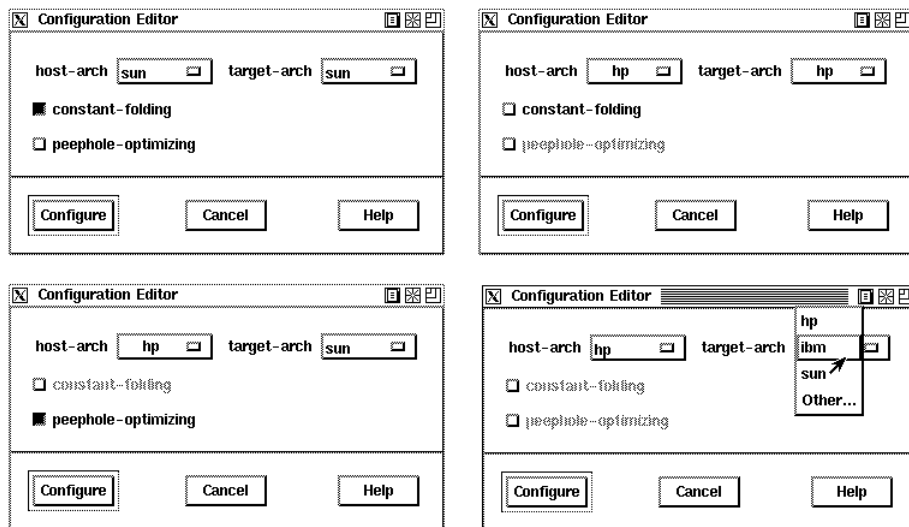 Configuration Editor
host-arch sun target-arch sun
constant-folding
peephole-optimizing
Configure Cancel Help
Configuration Editor
host-arch hp target-arch hp
constant-folding
peephole-optimizing
Configure Cancel Help
Configuration Editor
host-arch hp target-arch sun
constant-folding
peephole-optimizing
Configure Cancel Help
Configuration Editor
hp
host-arch hp target-arch ibm
sun
constant-folding
Other...
peephole-optimizing
Configure Cancel Help